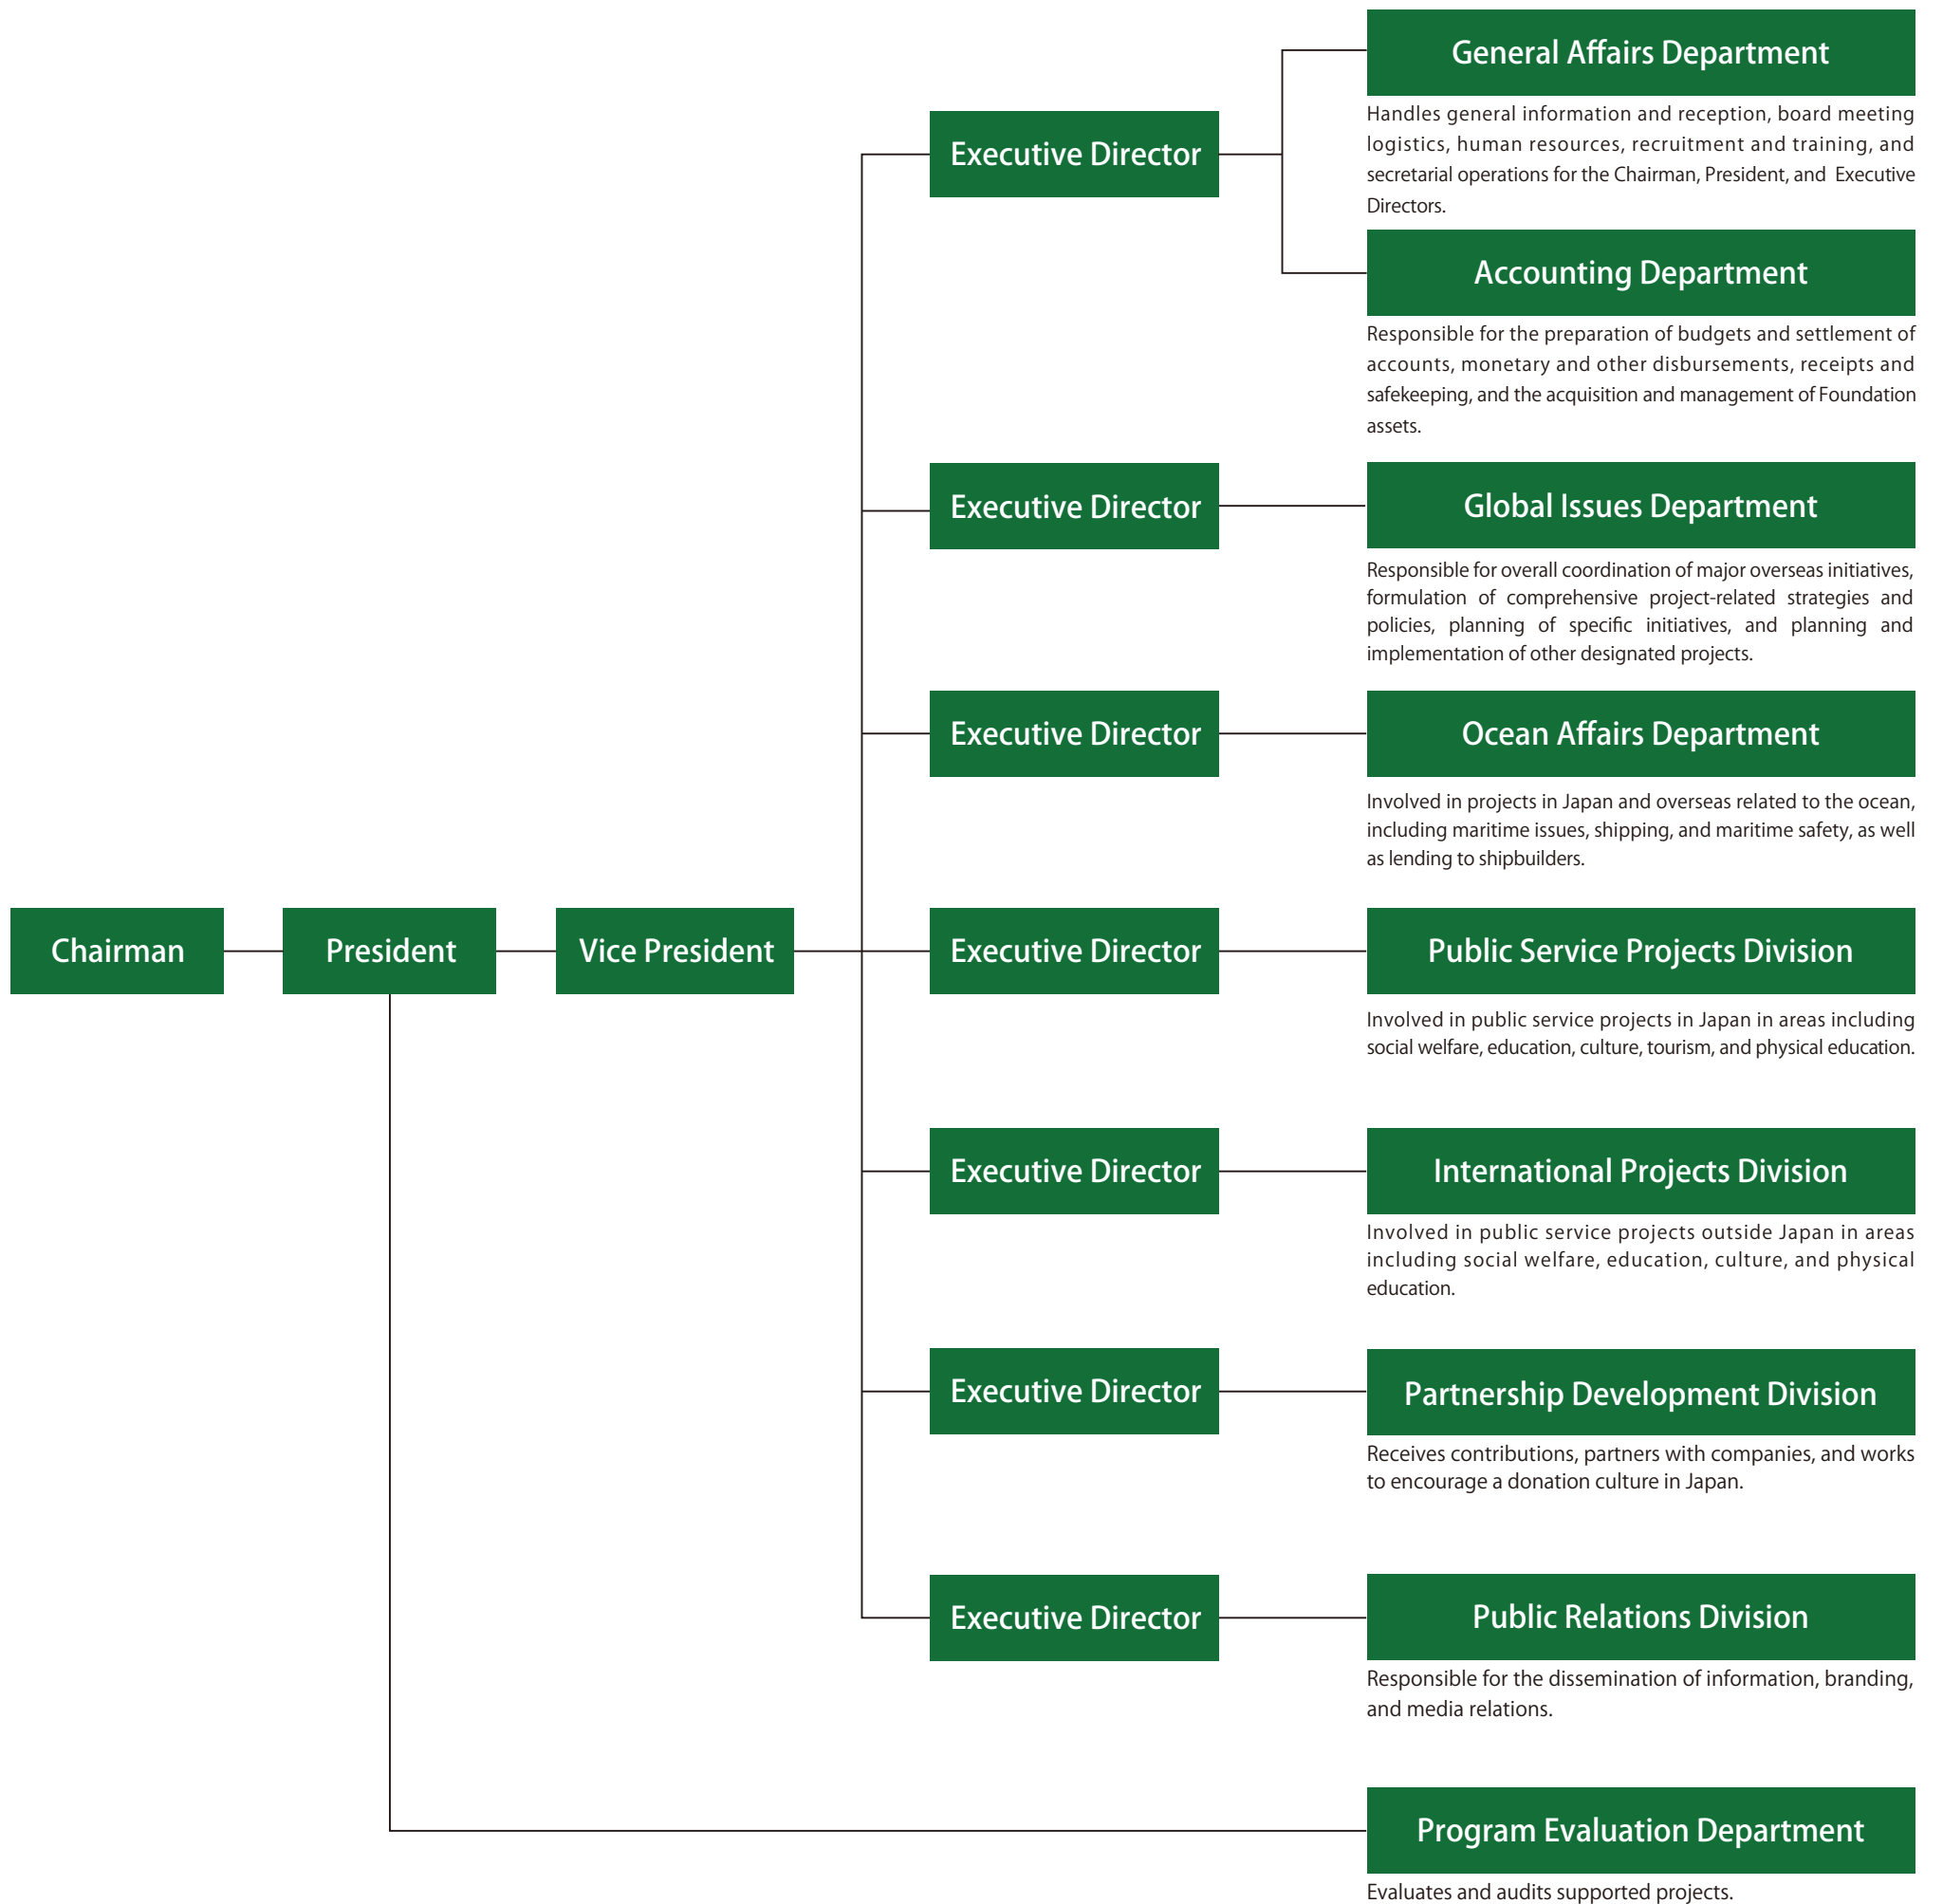 General Affairs Department
Handles general information and reception, board meeting
logistics, human resources, recruitment and training, and
secretarial operations for the Chairman, President, and Executive
Directors.
Executive Director
Accounting Department
Responsible for the preparation of budgets and settlement of
accounts, monetary and other disbursements, receipts and
safekeeping, and the acquisition and management of Foundation
assets.
Executive Director
Global Issues Department
Responsible for overall coordination of major overseas initiatives,
formulation of comprehensive project-related strategies and
policies, planning of specific initiatives, and planning and
implementation of other designated projects.
Executive Director
Ocean Affairs Department
Involved in projects in Japan and overseas related to the ocean,
including maritime issues, shipping, and maritime safety, as well
as lending to shipbuilders.
Chairman
President
Vice President
Executive Director
Public Service Projects Division
Involved in public service projects in Japan in areas including
social welfare, education, culture, tourism, and physical education.
Executive Director
International Projects Division
Involved in public service projects outside Japan in areas
including social welfare, education, culture, and physical
education.
Executive Director
Partnership Development Division
Receives contributions, partners with companies, and works
to encourage a donation culture in Japan.
Executive Director
Public Relations Division
Responsible for the dissemination of information, branding,
and media relations.
Program Evaluation Department
Evaluates and audits supported projects.